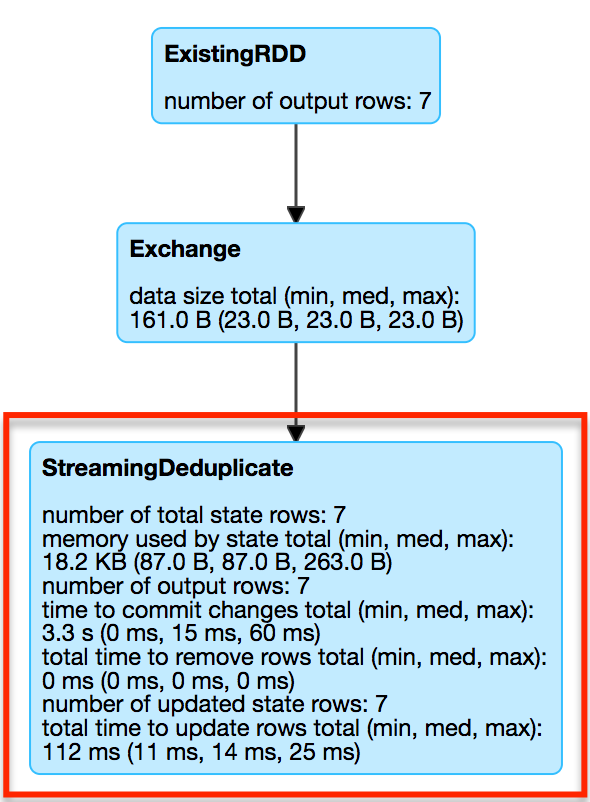 ExistingRDD
number of output rows: 7
Exchange
data size total (min, med, max):
161.0 B (23.0 B, 23.0 B, 23.0 B)
StreamingDeduplicate
number of total state rows: 7
memory used by state total (min, med, max):
18.2 KB (87.0 B, 87.0 B, 263.0 B)
number of output rows: 7
time to commit changes total (min, med, max):
3.3 s (0 ms, 15 ms, 60 ms)
total time to remove rows total (min, med, max):
0 ms (0 ms, 0 ms, 0 ms)
number of updated state rows: 7
total time to update rows total (min, med, max):
112 ms (11 ms, 14 ms, 25 ms)